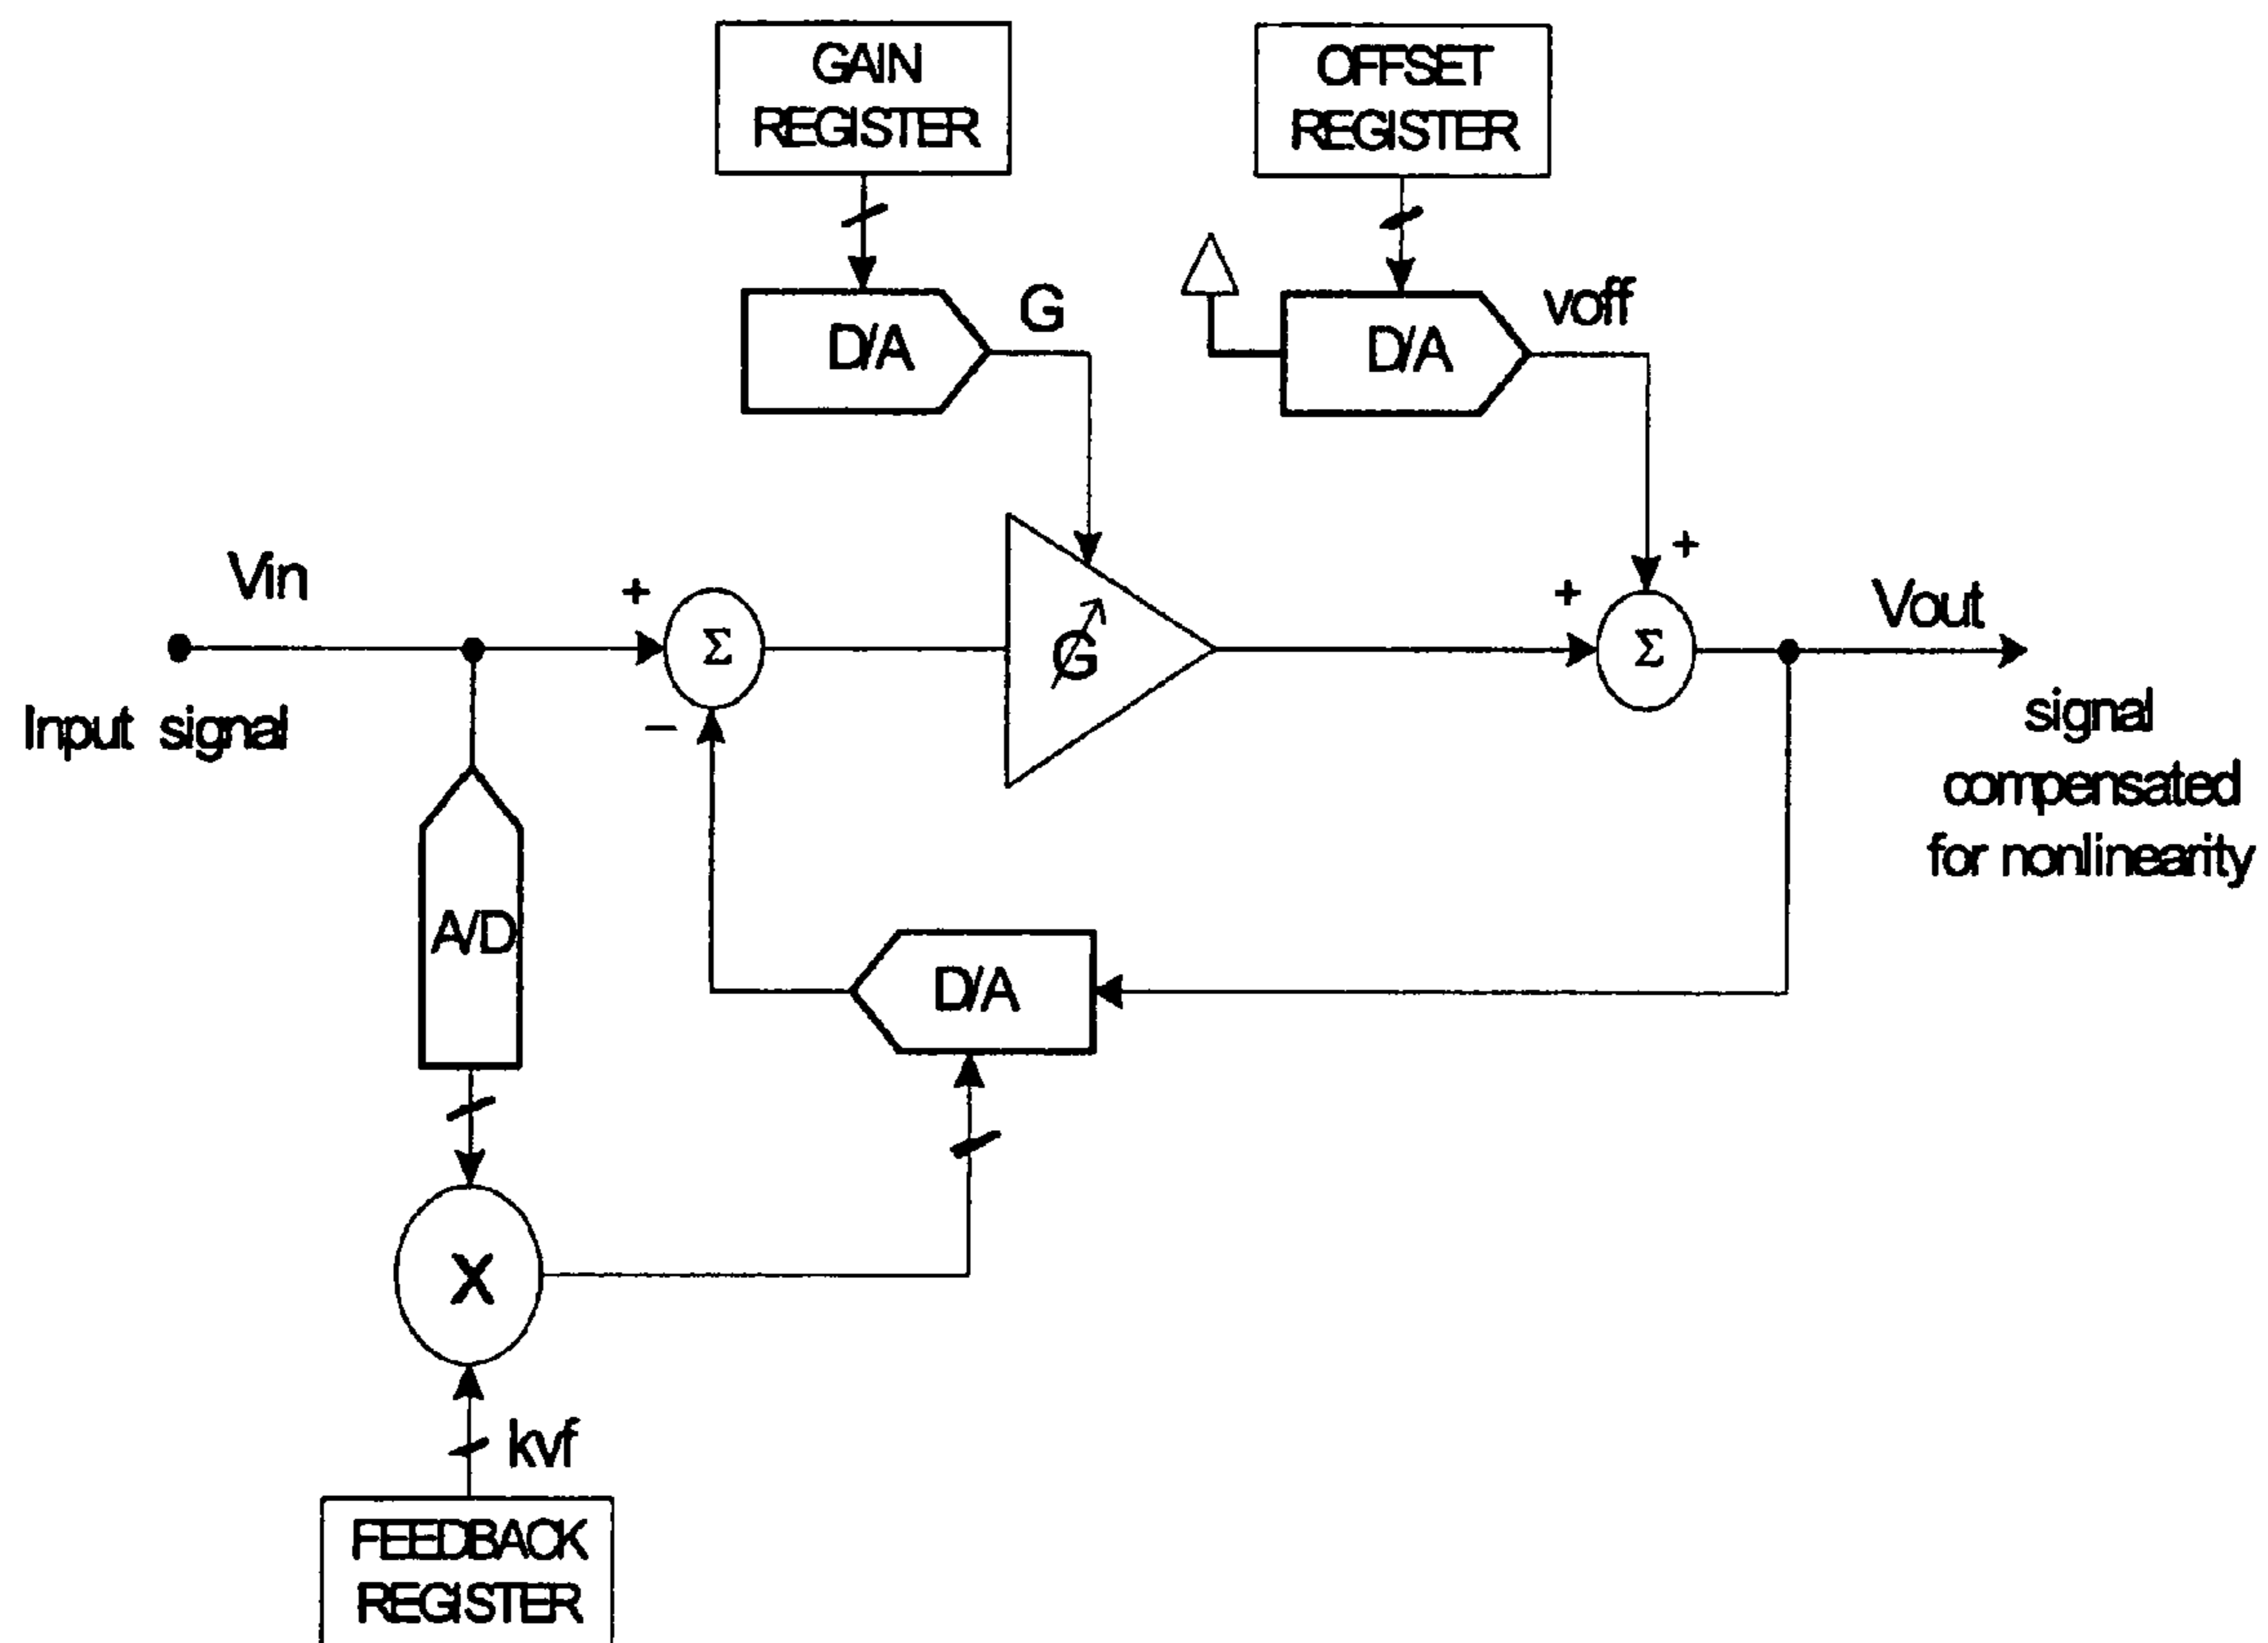 GAIN
REGISTER
OFFSET
REGISTER
D/A
G
D/A
voff
Vin
+
Σ
–
G
+
+
Σ
Vout
Input signal
signal
compensated
for nonlinearity
A/D
D/A
X
kvf
FEEDBACK
REGISTER